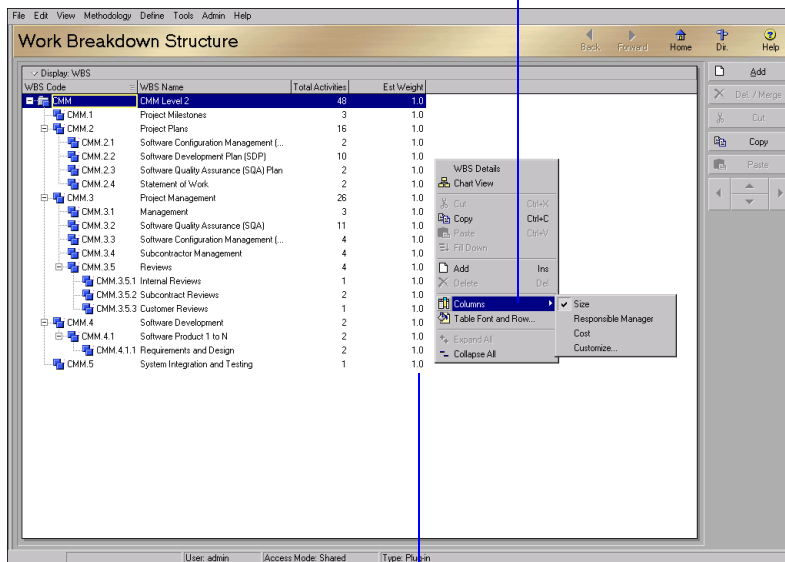 File Edit View Methodology Define Tools Admin Help
Work Breakdown Structure
Back Forward Home Dir. Help
Display: WBS
WBS Code WBS Name Total Activities Est Weight
CMM CMM Level 2 48 1.0
CMM.1 Project Milestones 3 1.0
CMM.2 Project Plans 16 1.0
CMM.2.1 Software Configuration Management (... 2 1.0
CMM.2.2 Software Development Plan (SDP) 10 1.0
CMM.2.3 Software Quality Assurance (SQA) Plan 2 1.0
CMM.2.4 Statement of Work 2 1.0
CMM.3 Project Management 26 1.0
CMM.3.1 Management 3 1.0
CMM.3.2 Software Quality Assurance (SQA) 11 1.0
CMM.3.3 Software Configuration Management (... 4 1.0
CMM.3.4 Subcontractor Management 4 1.0
CMM.3.5 Reviews 4 1.0
CMM.3.5.1 Internal Reviews 1 1.0
CMM.3.5.2 Subcontract Reviews 2 1.0
CMM.3.5.3 Customer Reviews 1 1.0
CMM.4 Software Development 2 1.0
CMM.4.1 Software Product 1 to N 2 1.0
CMM.4.1.1 Requirements and Design 2 1.0
CMM.5 System Integration and Testing 1 1.0
WBS Details
Chart View
Cut Ctrl+X
Copy Ctrl+C
Paste Ctrl+V
Fill Down
Add Ins
Delete Del
Columns
Table Font and Row...
Expand All
Collapse All
Size
Responsible Manager
Cost
Customize...
Add
Del. / Merge
Cut
Copy
Paste
User: admin Access Mode: Shared Type: Plug-in